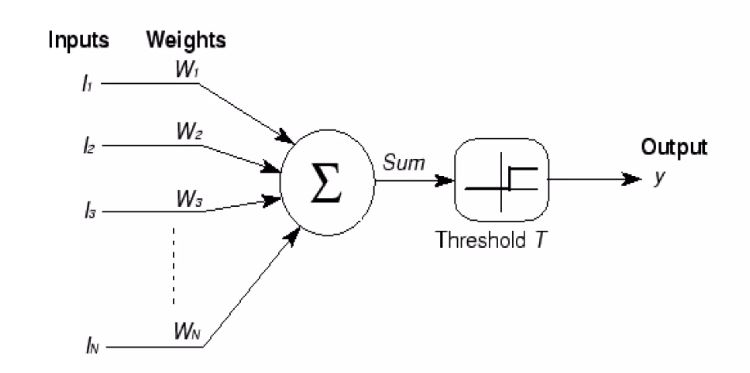 Inputs Weights
I₁ W₁
I₂ W₂
I₃ W₃
Iₙ Wₙ
Σ
Sum
Threshold T
Output
y